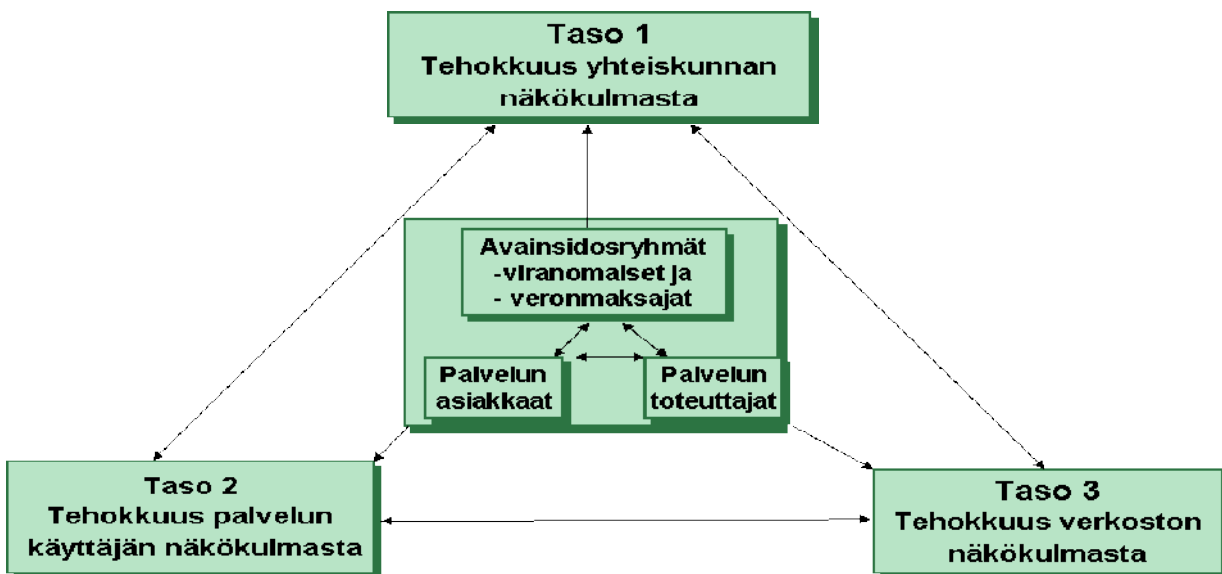 Taso 1
Tehokkuus yhteiskunnan
näkökulmasta
Avainsidosryhmät
-viranomaiset ja
- veronmaksajat
Palvelun
asiakkaat
Palvelun
toteuttajat
Taso 2
Tehokkuus palvelun
käyttäjän näkökulmasta
Taso 3
Tehokkuus verkoston
näkökulmasta